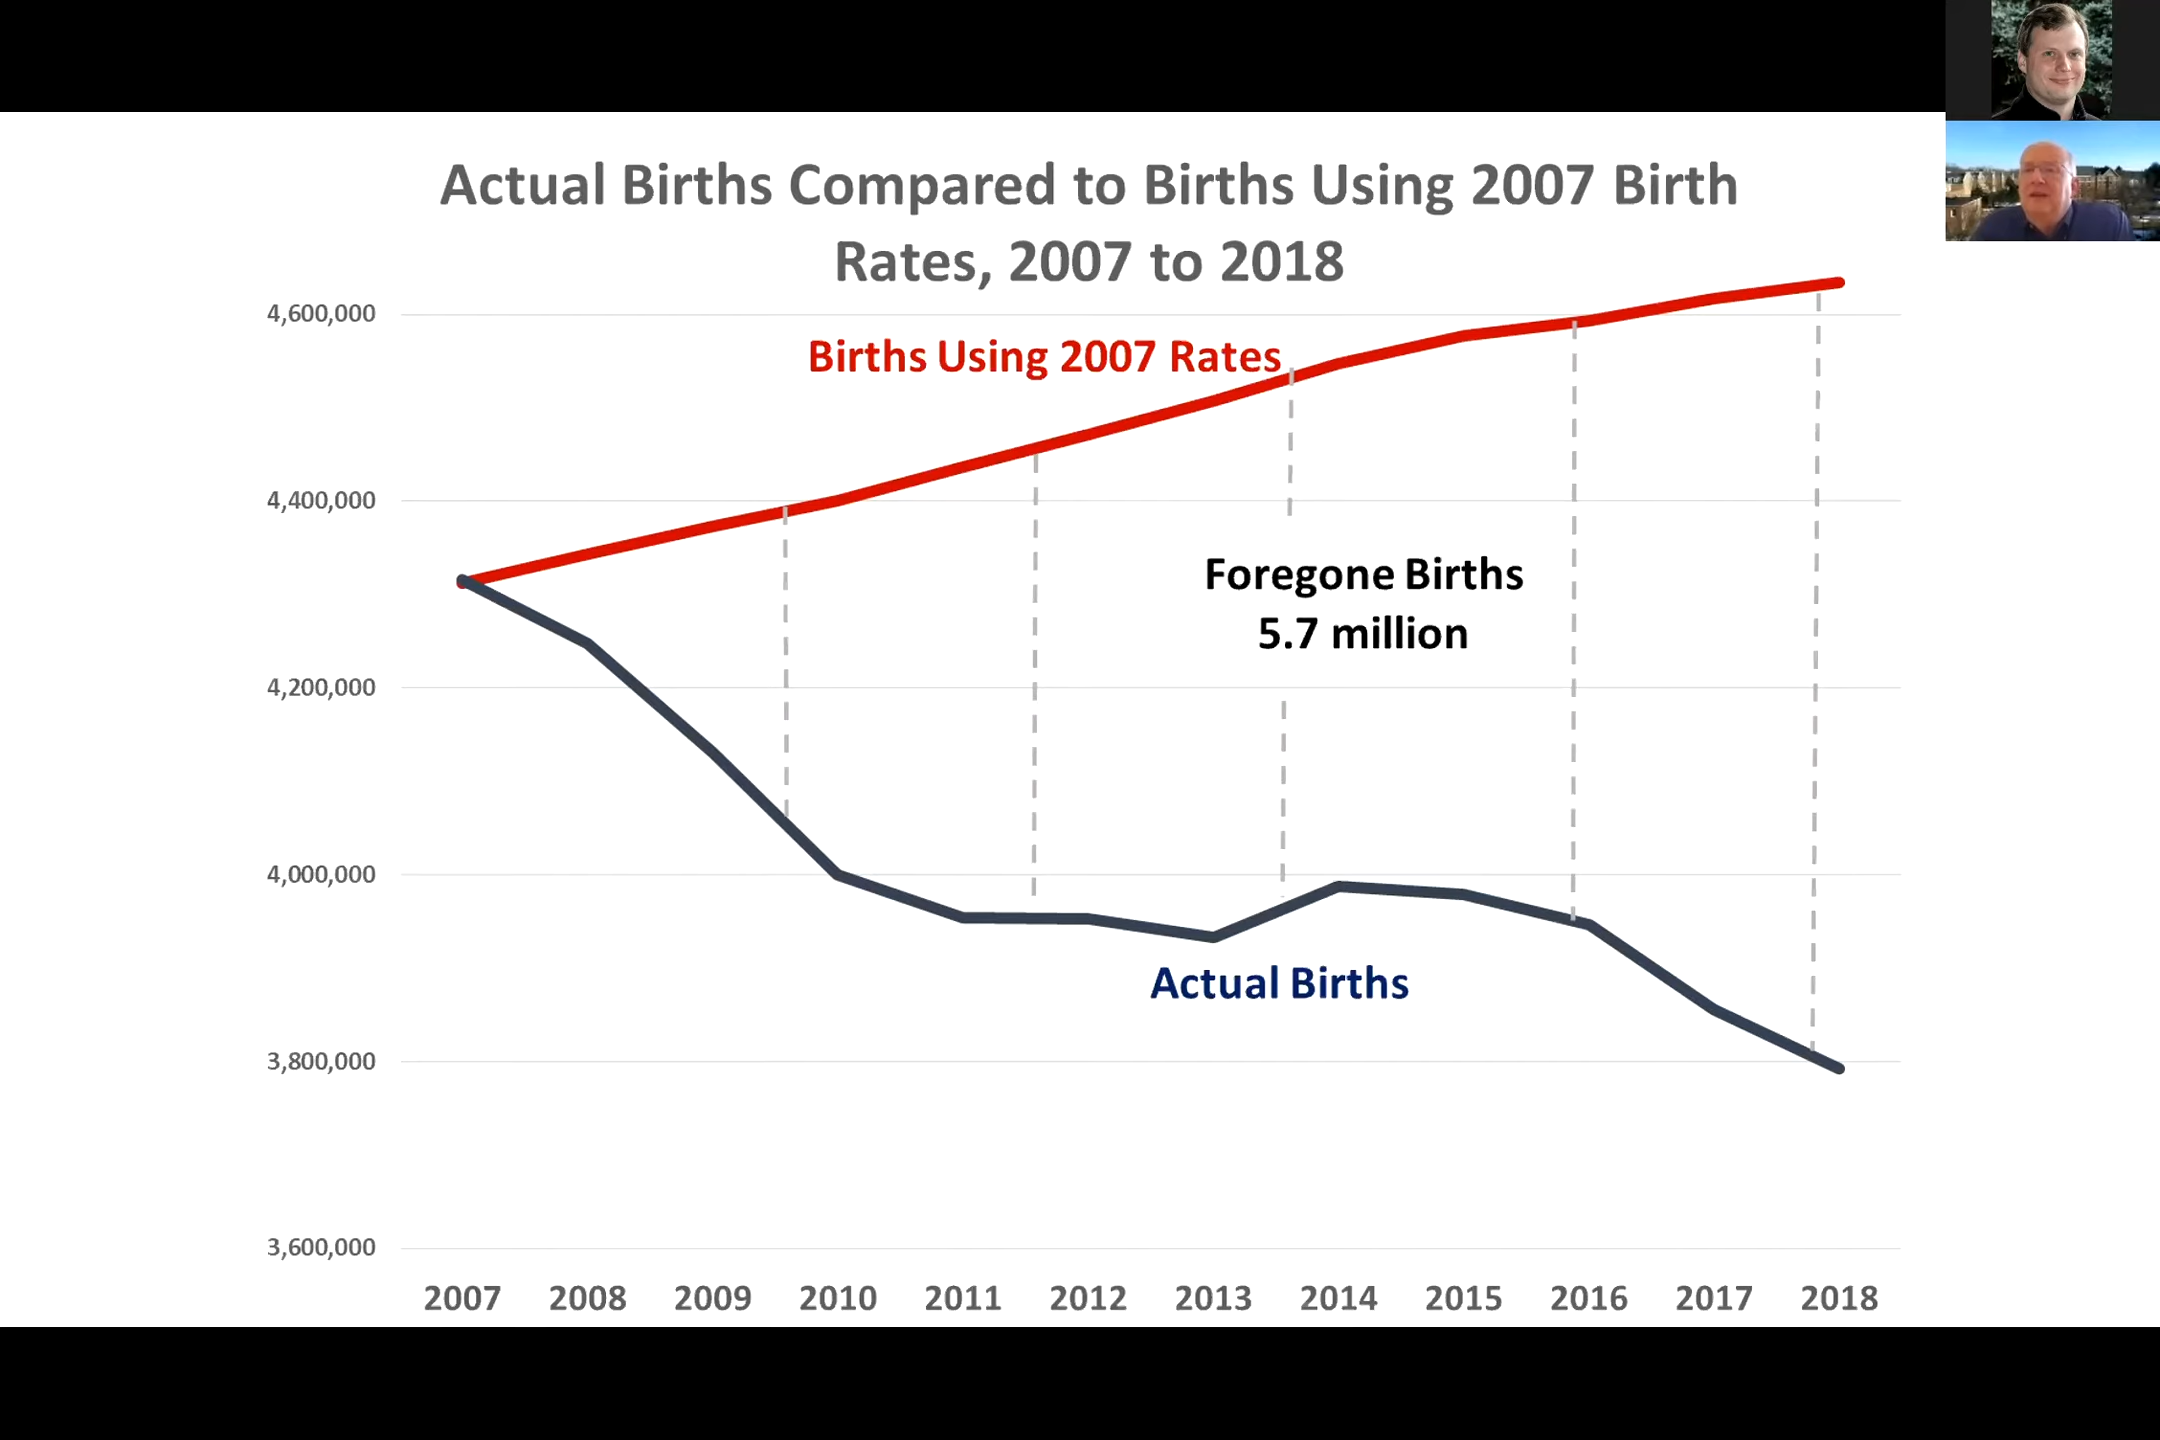 Actual Births Compared to Births Using 2007 Birth
Rates, 2007 to 2018
4,600,000
Births Using 2007 Rates
4,400,000
Foregone Births
5.7 million
4,200,000
4,000,000
Actual Births
3,800,000
3,600,000
2007 2008 2009 2010 2011 2012 2013 2014 2015 2016 2017 2018